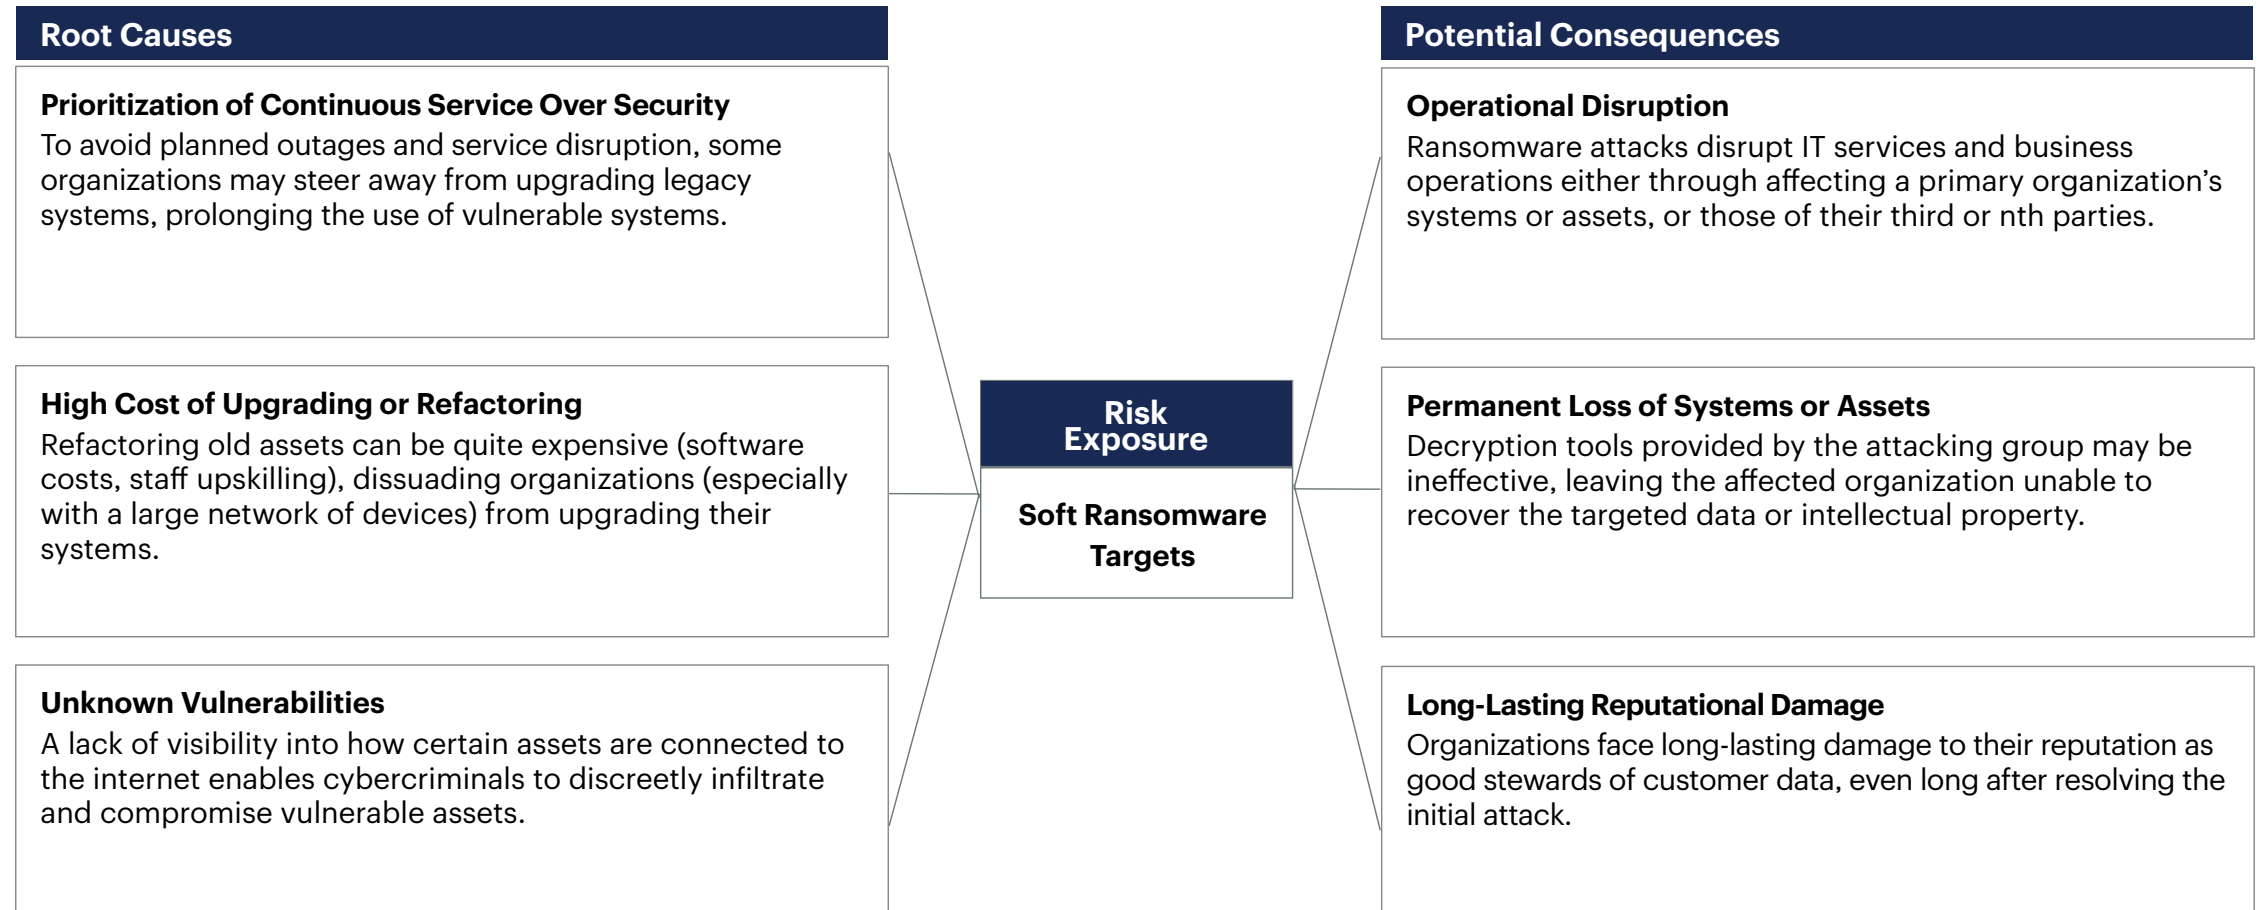 Root Causes
Prioritization of Continuous Service Over Security
To avoid planned outages and service disruption, some
organizations may steer away from upgrading legacy
systems, prolonging the use of vulnerable systems.
High Cost of Upgrading or Refactoring
Refactoring old assets can be quite expensive (software
costs, staff upskilling), dissuading organizations (especially
with a large network of devices) from upgrading their
systems.
Unknown Vulnerabilities
A lack of visibility into how certain assets are connected to
the internet enables cybercriminals to discreetly infiltrate
and compromise vulnerable assets.
Risk
Exposure
Soft Ransomware
Targets
Potential Consequences
Operational Disruption
Ransomware attacks disrupt IT services and business
operations either through affecting a primary organization’s
systems or assets, or those of their third or nth parties.
Permanent Loss of Systems or Assets
Decryption tools provided by the attacking group may be
ineffective, leaving the affected organization unable to
recover the targeted data or intellectual property.
Long-Lasting Reputational Damage
Organizations face long-lasting damage to their reputation as
good stewards of customer data, even long after resolving the
initial attack.